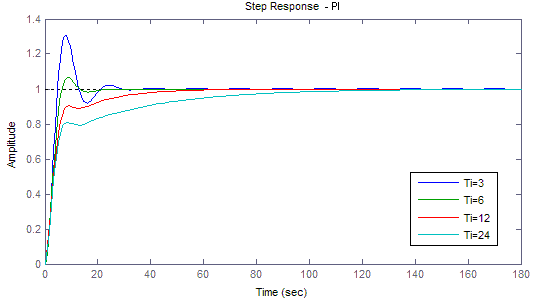 Step Response - PI
1.4
1.2
1
0.8
0.6
0.4
0.2
0
Amplitude
Ti=3
Ti=6
Ti=12
Ti=24
0 20 40 60 80 100 120 140 160 180
Time (sec)